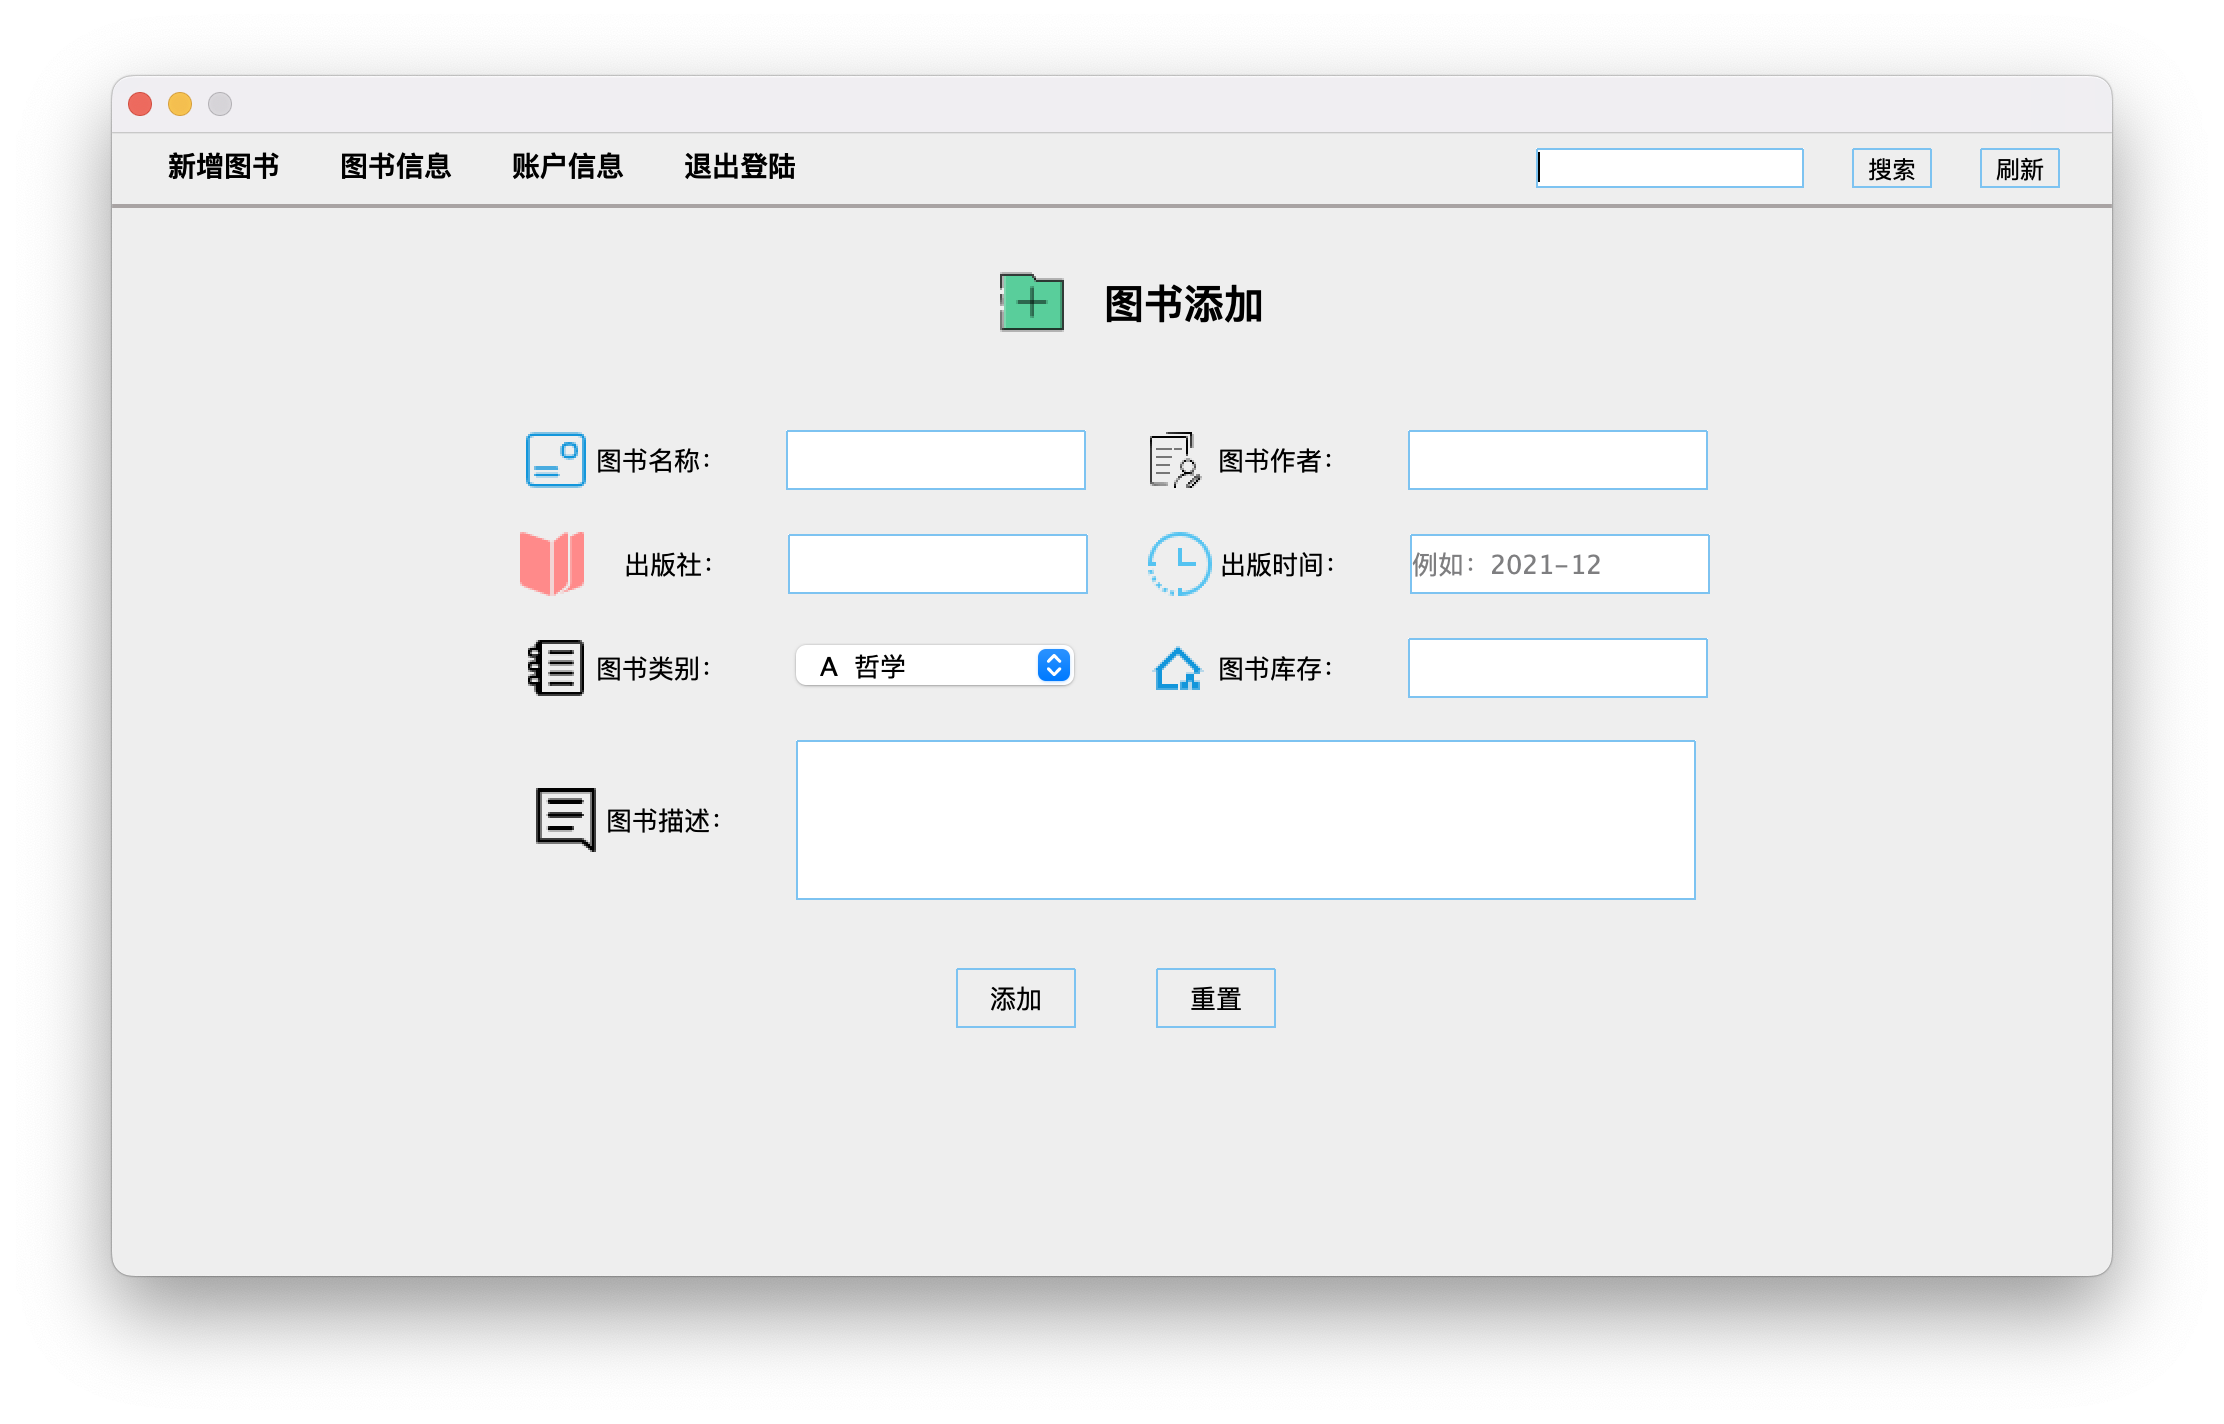 新增图书 图书信息 账户信息 退出登陆 搜索 刷新
图书添加
图书名称： 图书作者：
出版社： 出版时间： 例如：2021-12
图书类别： A 哲学 图书库存：
图书描述：
添加 重置